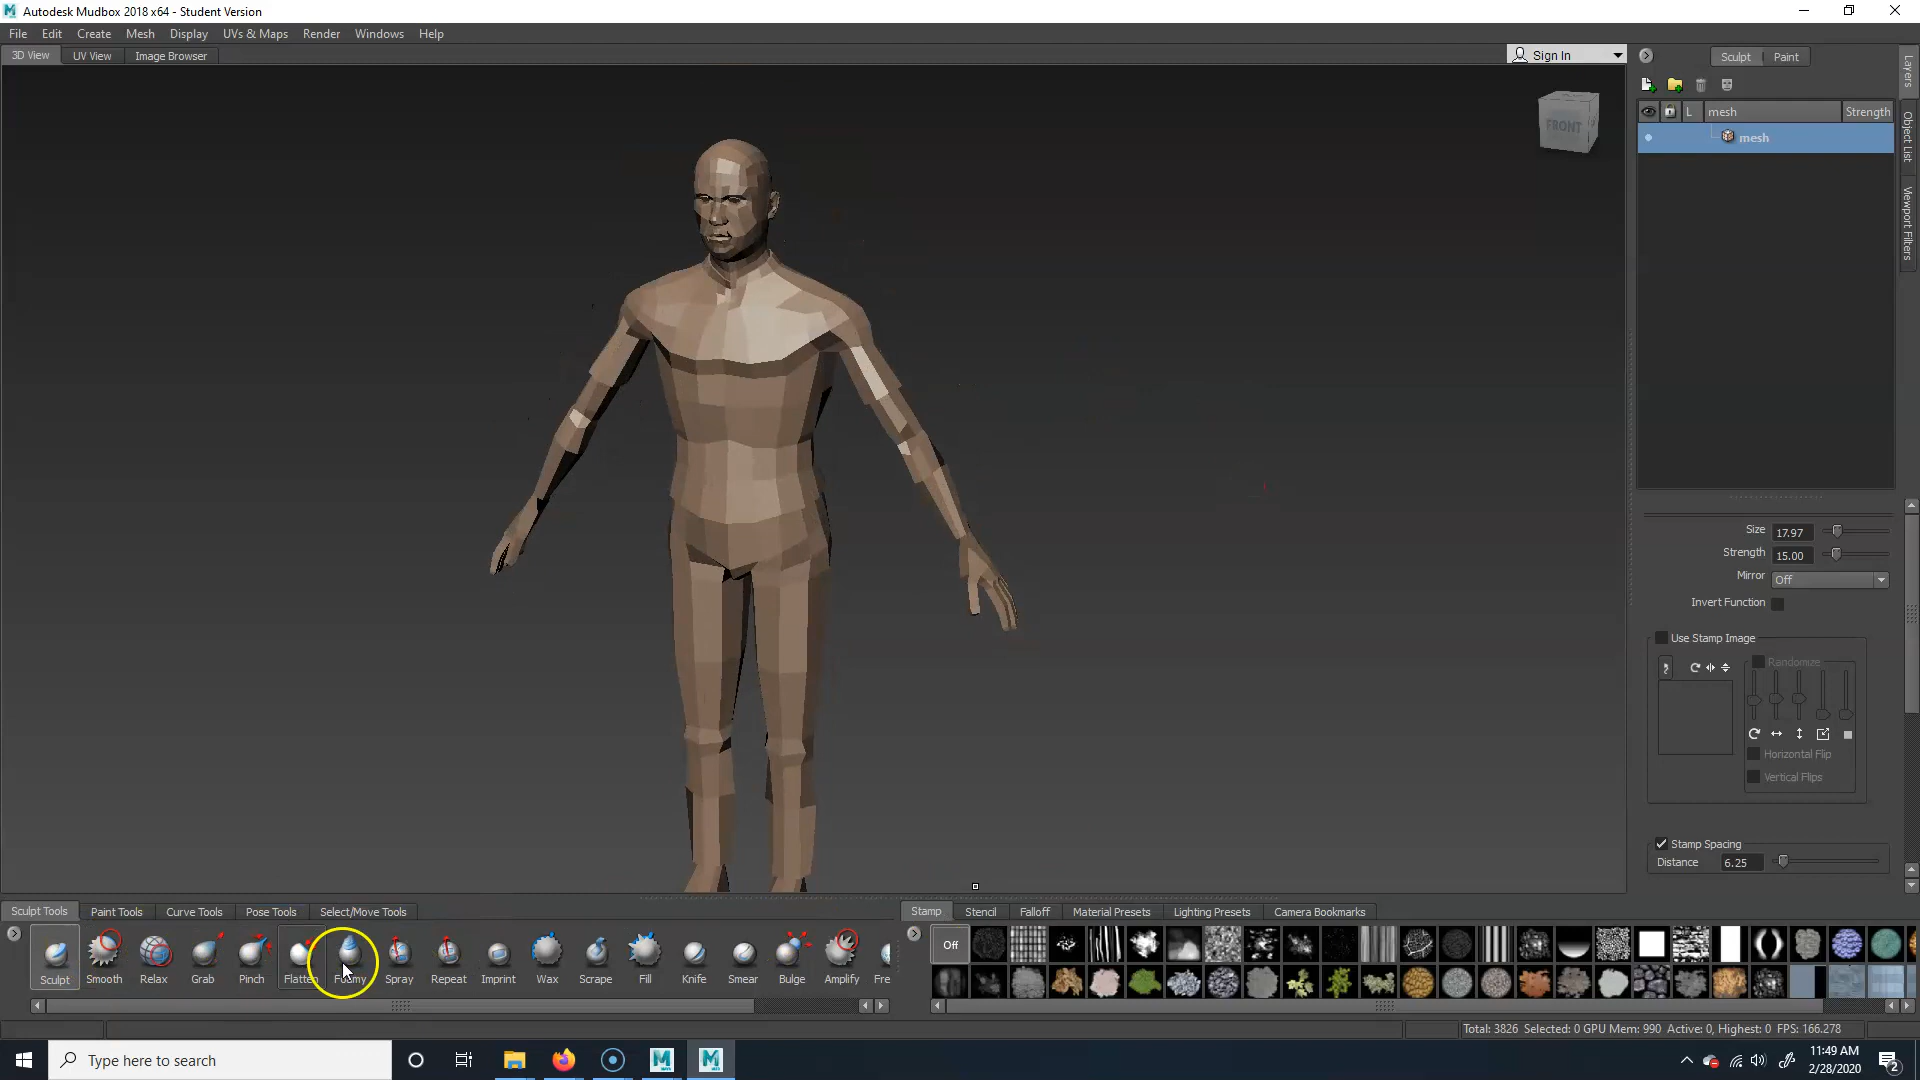 Autodesk Mudbox 2018 x64 - Student Version
File Edit Create Mesh Display UVs & Maps Render Windows Help
3D View UV View Image Browser
Sign In
Sculpt Paint
L mesh Strength
mesh
Layers
Object List
Viewport Filters
FRONT
Size 17.97
Strength 15.00
Mirror Off
Invert Function
Use Stamp Image
Randomize
Horizontal Flip
Vertical Flips
Stamp Spacing
Distance 6.25
Sculpt Tools Paint Tools Curve Tools Pose Tools Select/Move Tools
Sculpt Smooth Relax Grab Pinch Flatten Foamy Spray Repeat Imprint Wax Scrape Fill Knife Smear Bulge Amplify Fre
Stamp Stencil Falloff Material Presets Lighting Presets Camera Bookmarks
Off
Total: 3826 Selected: 0 GPU Mem: 990 Active: 0, Highest: 0 FPS: 166.278
Type here to search
11:49 AM
2/28/2020
2